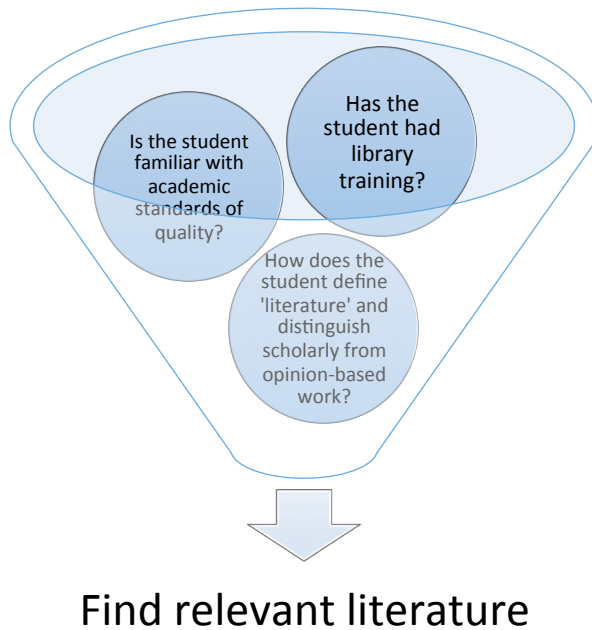 Has the
student had
library
training?
Is the student
familiar with
academic
standards of
quality?
How does the
student define
'literature' and
distinguish
scholarly from
opinion-based
work?
Find relevant literature